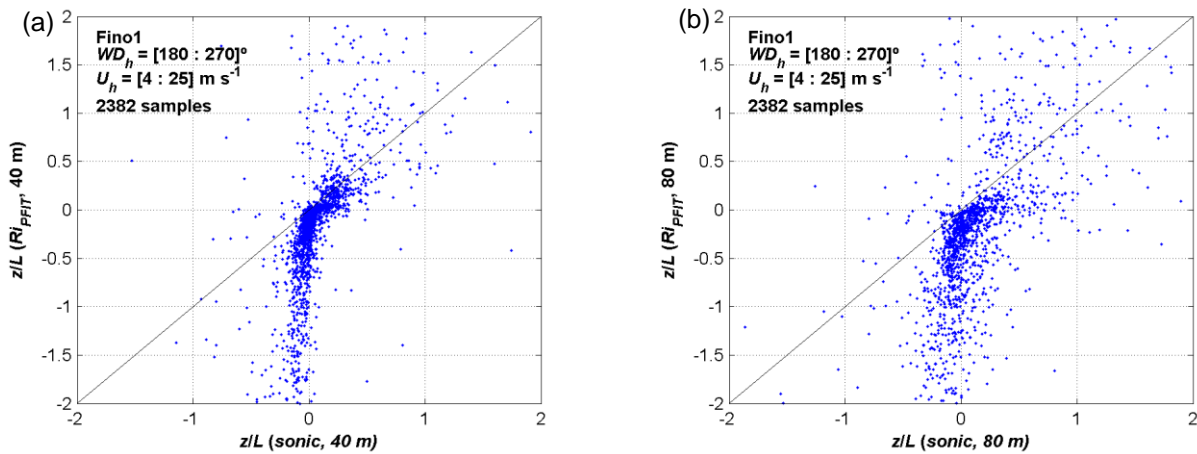 (a)
Fino1
WD_h = [180 : 270]º
U_h = [4 : 25] m s⁻¹
2382 samples
2
1.5
1
0.5
0
-0.5
-1
-1.5
-2
-2
-1
0
1
2
z/L (Ri_PFIT, 40 m)
z/L (sonic, 40 m)
(b)
Fino1
WD_h = [180 : 270]º
U_h = [4 : 25] m s⁻¹
2382 samples
2
1.5
1
0.5
0
-0.5
-1
-1.5
-2
-2
-1
0
1
2
z/L (Ri_PFIT, 80 m)
z/L (sonic, 80 m)